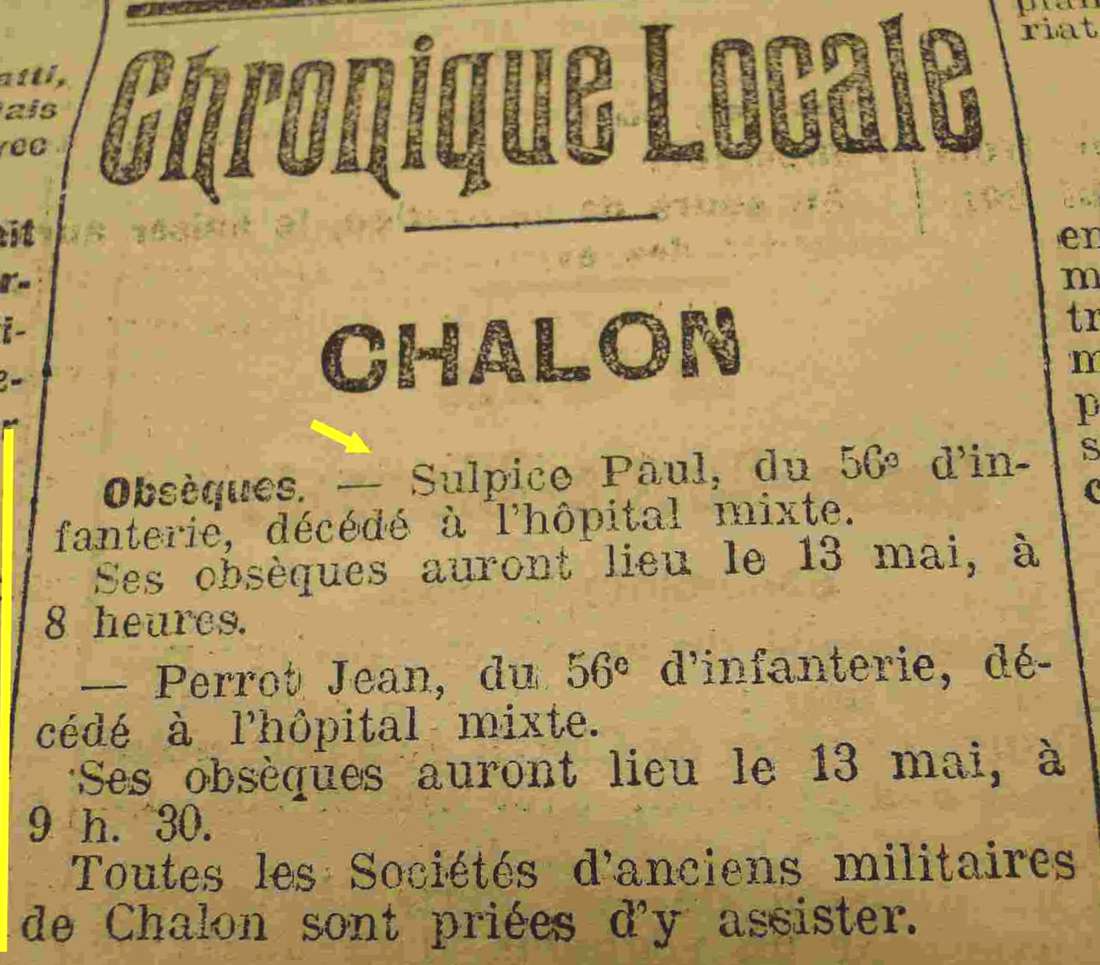 Chronique Locale
CHALON
Obsèques. — Sulpice Paul, du 56e d'in-
fanterie, décédé à l'hôpital mixte.
Ses obsèques auront lieu le 13 mai, à
8 heures.
— Perrot Jean, du 56e d'infanterie, dé-
cédé à l'hôpital mixte.
Ses obsèques auront lieu le 13 mai, à
9 h. 30.
Toutes les Sociétés d'anciens militaires
de Chalon sont priées d'y assister.